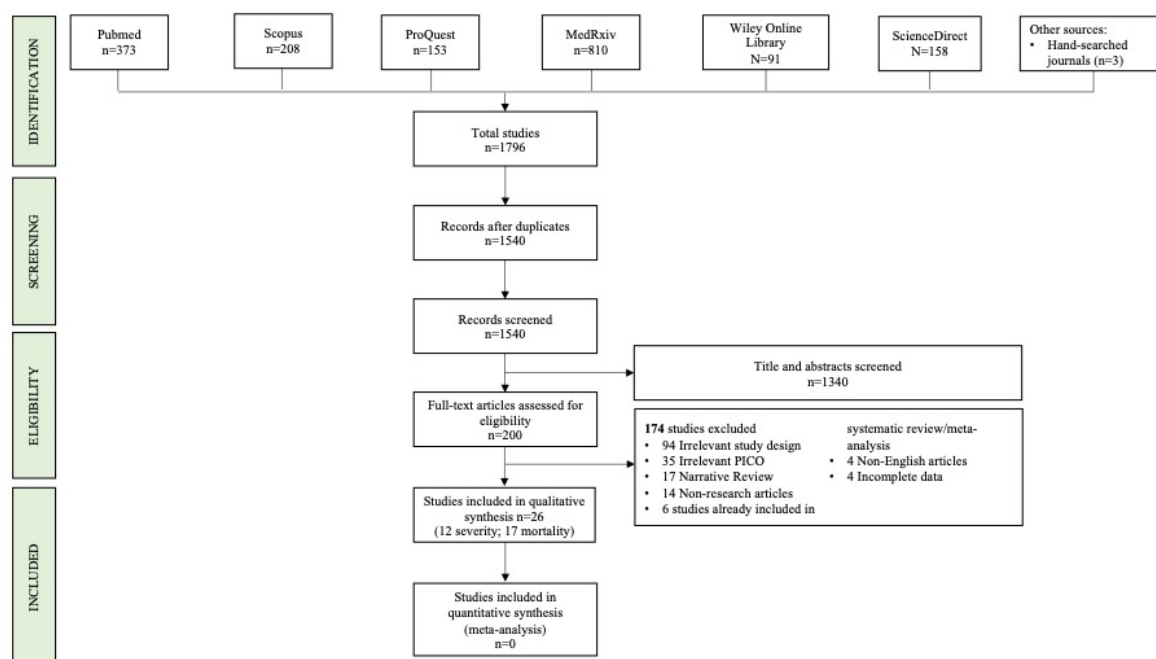 IDENTIFICATION
Pubmed
n=373
Scopus
n=208
ProQuest
n=153
MedRxiv
n=810
Wiley Online
Library
N=91
ScienceDirect
N=158
Other sources:
• Hand-searched
journals (n=3)
Total studies
n=1796
SCREENING
Records after duplicates
n=1540
Records screened
n=1540
ELIGIBILITY
Title and abstracts screened
n=1340
Full-text articles assessed for
eligibility
n=200
174 studies excluded
• 94 Irrelevant study design
• 35 Irrelevant PICO
• 17 Narrative Review
• 14 Non-research articles
• 6 studies already included in
systematic review/meta-
analysis
• 4 Non-English articles
• 4 Incomplete data
INCLUDED
Studies included in qualitative
synthesis n=26
(12 severity; 17 mortality)
Studies included in
quantitative synthesis
(meta-analysis)
n=0